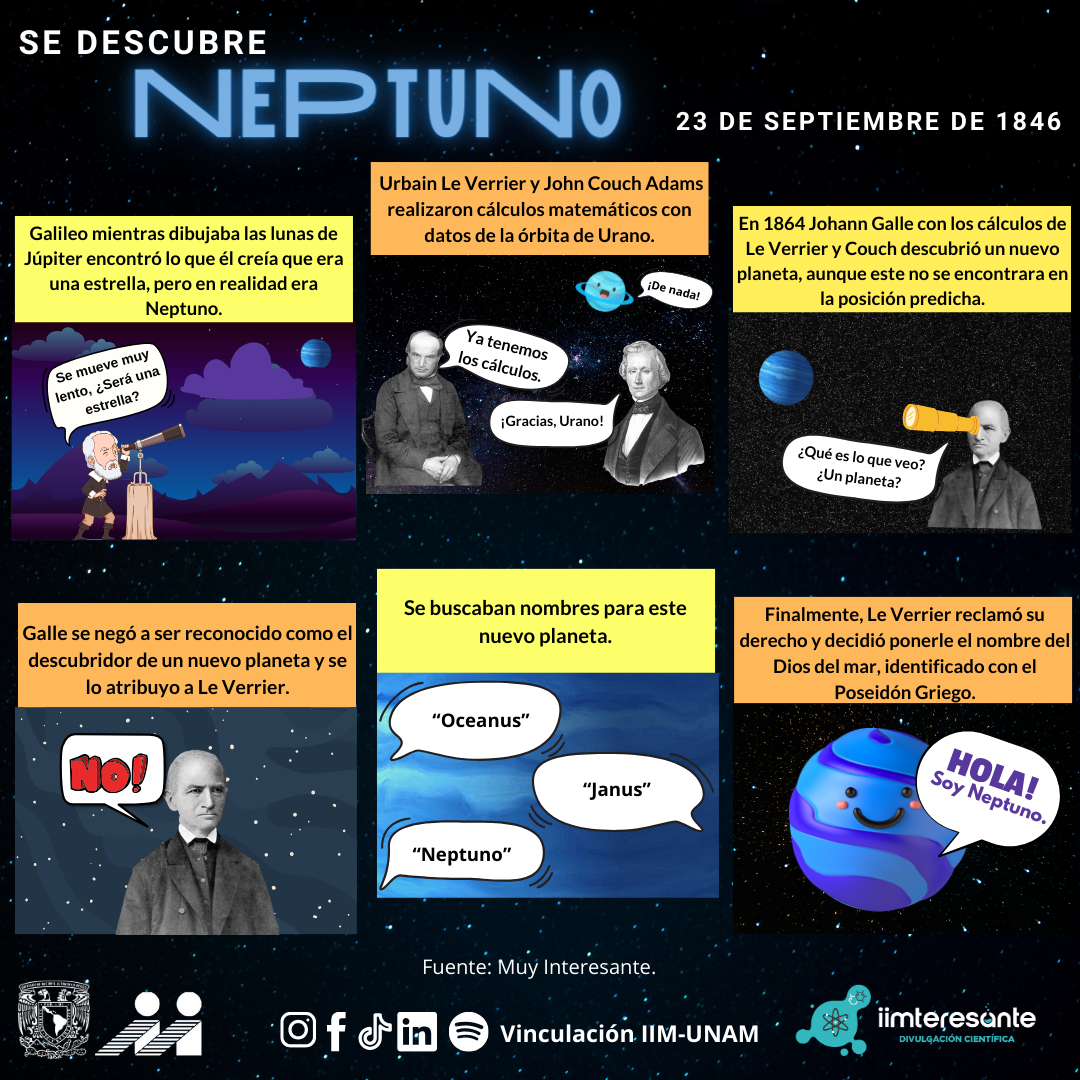 SE DESCUBRE
NEPTUNO
23 DE SEPTIEMBRE DE 1846
Galileo mientras dibujaba las lunas de
Júpiter encontró lo que él creía que era
una estrella, pero en realidad era
Neptuno.
Se mueve muy
lento, ¿Será una
estrella?
Urbain Le Verrier y John Couch Adams
realizaron cálculos matemáticos con
datos de la órbita de Urano.
¡De nada!
Ya tenemos
los cálculos.
¡Gracias, Urano!
En 1864 Johann Galle con los cálculos de
Le Verrier y Couch descubrió un nuevo
planeta, aunque este no se encontrara en
la posición predicha.
¿Qué es lo que veo?
¿Un planeta?
Galle se negó a ser reconocido como el
descubridor de un nuevo planeta y se
lo atribuyo a Le Verrier.
NO!
Se buscaban nombres para este
nuevo planeta.
“Oceanus”
“Janus”
“Neptuno”
Finalmente, Le Verrier reclamó su
derecho y decidió ponerle el nombre del
Dios del mar, identificado con el
Poseidón Griego.
HOLA!
Soy Neptuno.
Fuente: Muy Interesante.
Vinculación IIM-UNAM
iimteresante
DIVULGACIÓN CIENTÍFICA